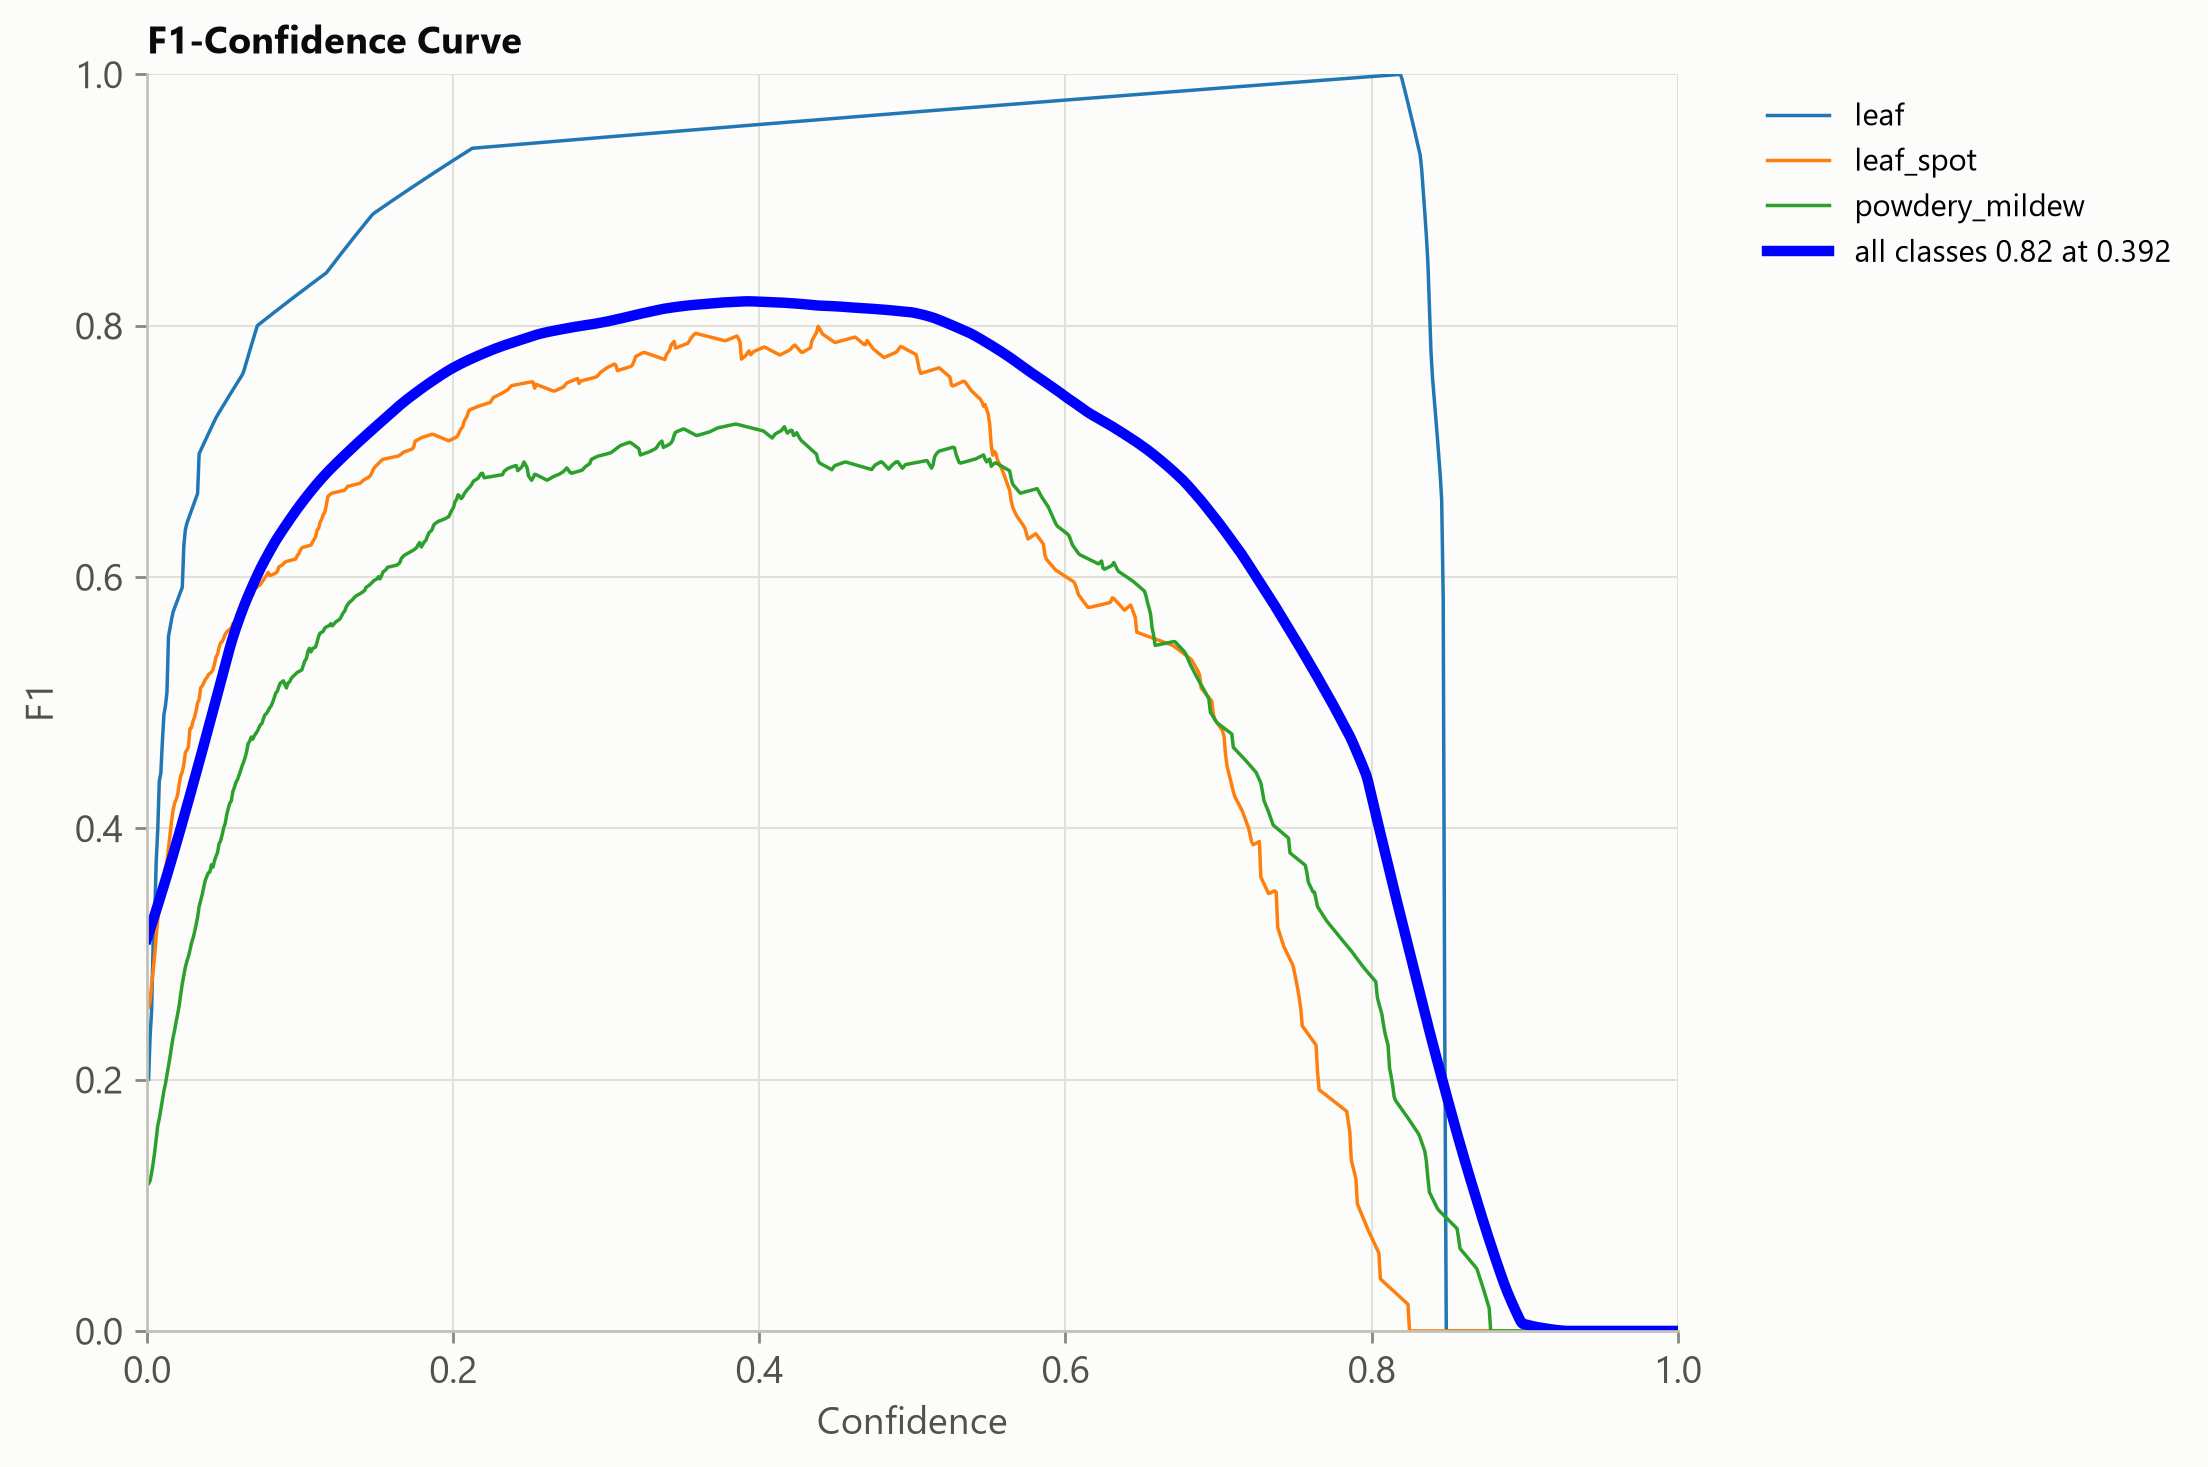 F1-Confidence Curve
1.0
0.8
0.6
0.4
0.2
0.0
F1
0.0 0.2 0.4 0.6 0.8 1.0
Confidence
leaf
leaf_spot
powdery_mildew
all classes 0.82 at 0.392